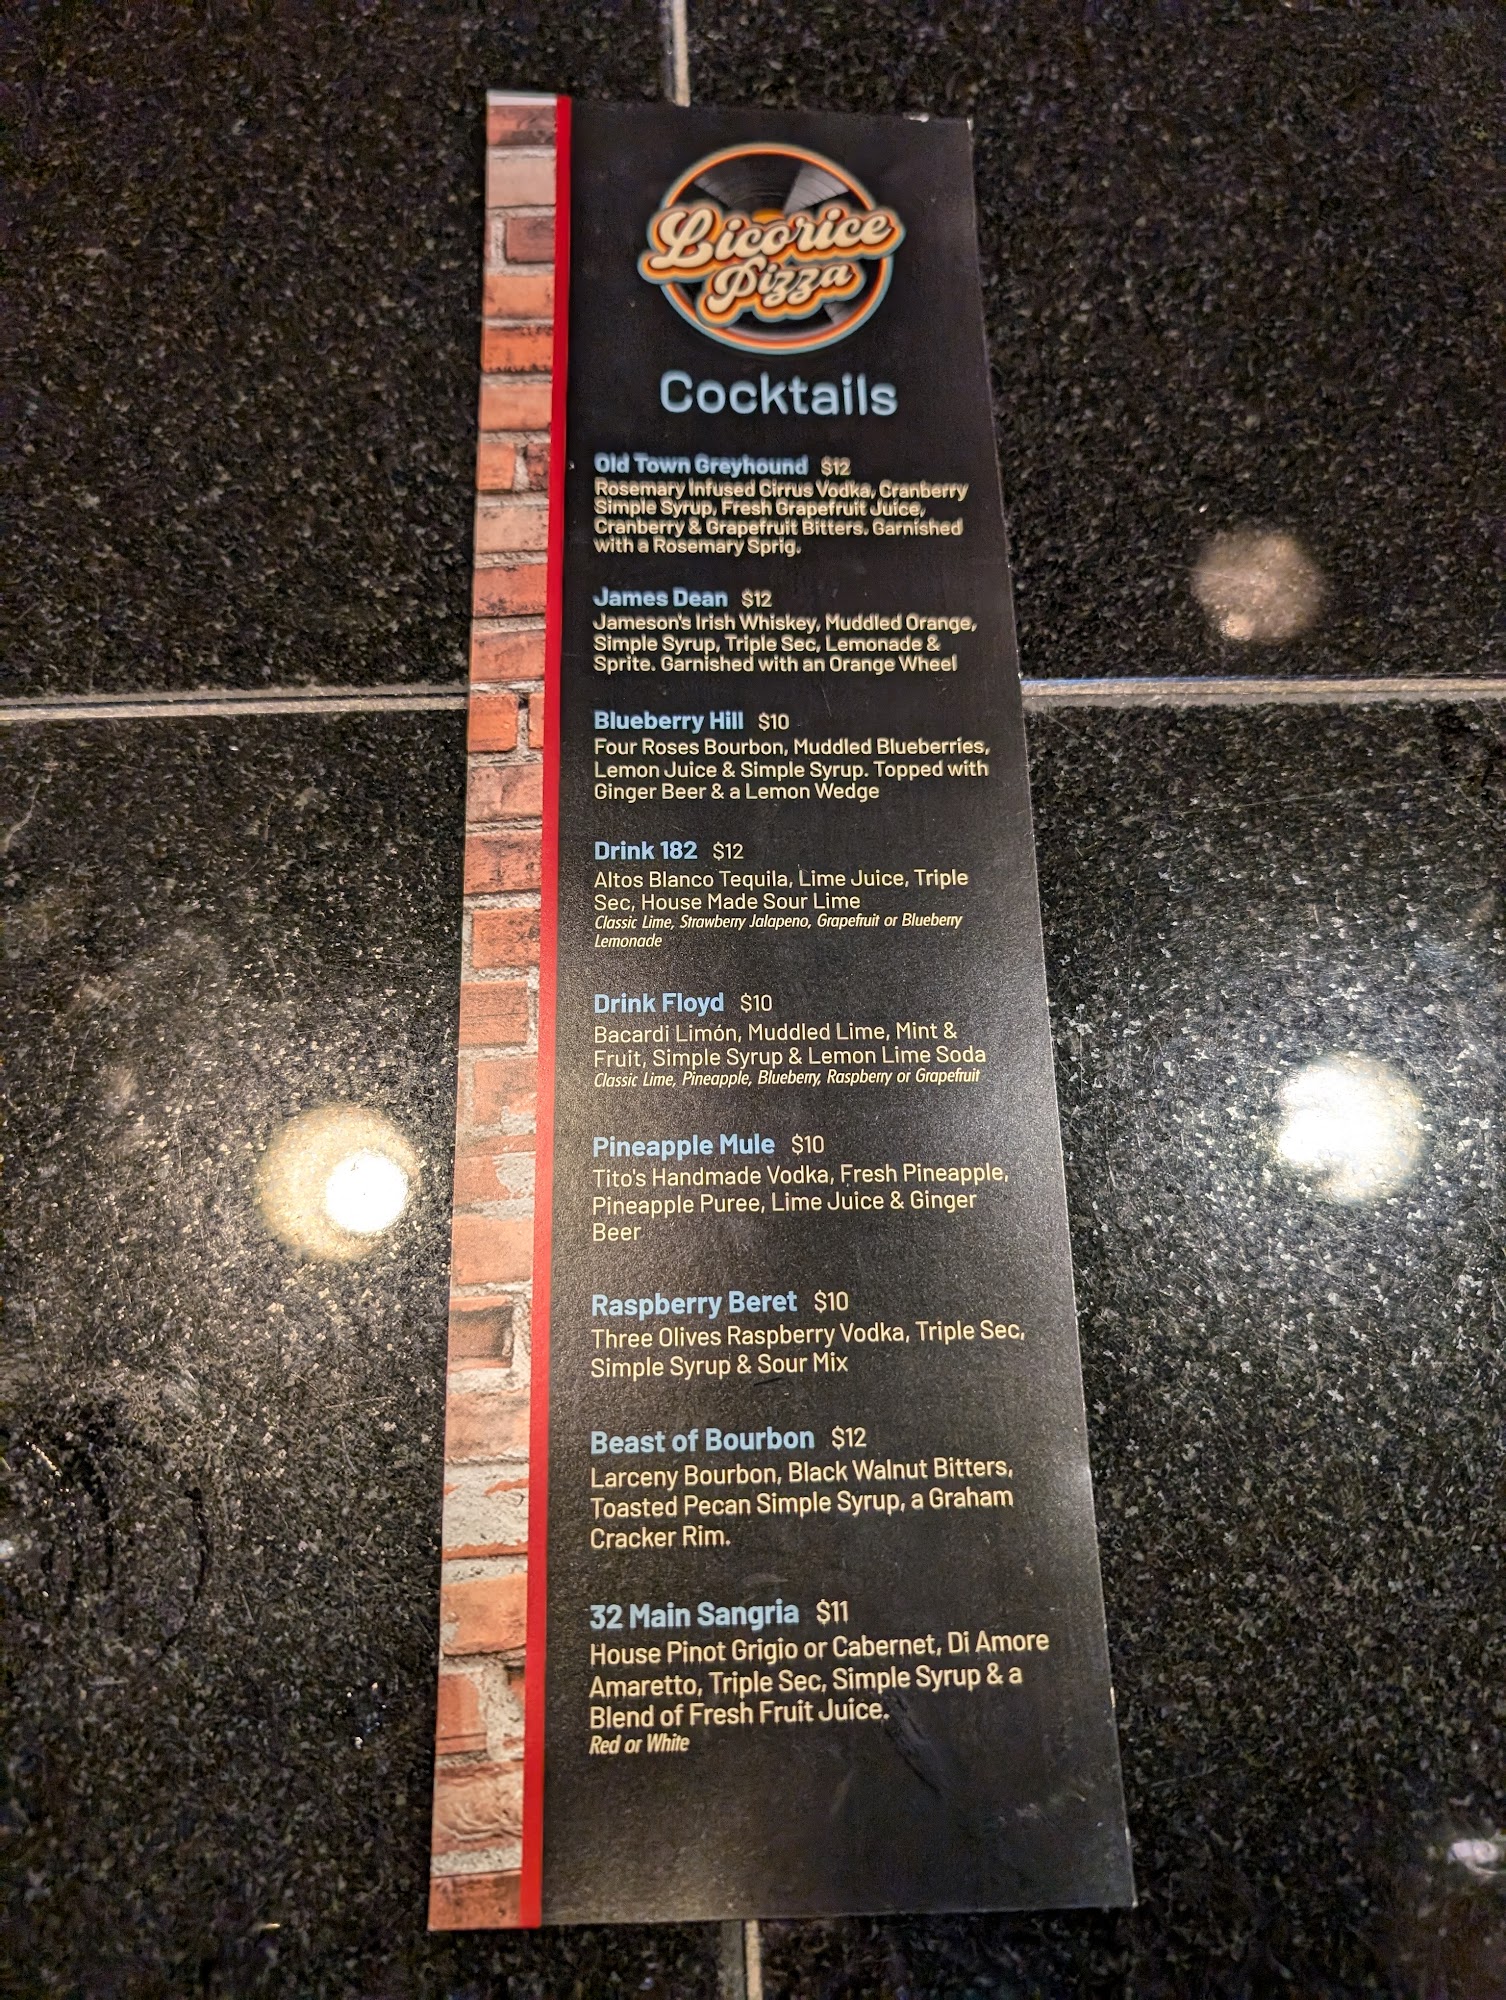 Licorice
Pizza
Cocktails
Old Town Greyhound $12
Rosemary Infused Cirrus Vodka, Cranberry
Simple Syrup, Fresh Grapefruit Juice,
Cranberry & Grapefruit Bitters. Garnished
with a Rosemary Sprig.
James Dean $12
Jameson's Irish Whiskey, Muddled Orange,
Simple Syrup, Triple Sec, Lemonade &
Sprite. Garnished with an Orange Wheel
Blueberry Hill $10
Four Roses Bourbon, Muddled Blueberries,
Lemon Juice & Simple Syrup. Topped with
Ginger Beer & a Lemon Wedge
Drink 182 $12
Altos Blanco Tequila, Lime Juice, Triple
Sec, House Made Sour Lime
Classic Lime, Strawberry Jalapeno, Grapefruit or Blueberry
Lemonade
Drink Floyd $10
Bacardi Limón, Muddled Lime, Mint &
Fruit, Simple Syrup & Lemon Lime Soda
Classic Lime, Pineapple, Blueberry, Raspberry or Grapefruit
Pineapple Mule $10
Tito's Handmade Vodka, Fresh Pineapple,
Pineapple Puree, Lime Juice & Ginger
Beer
Raspberry Beret $10
Three Olives Raspberry Vodka, Triple Sec,
Simple Syrup & Sour Mix
Beast of Bourbon $12
Larceny Bourbon, Black Walnut Bitters,
Toasted Pecan Simple Syrup, a Graham
Cracker Rim.
32 Main Sangria $11
House Pinot Grigio or Cabernet, Di Amore
Amaretto, Triple Sec, Simple Syrup & a
Blend of Fresh Fruit Juice.
Red or White